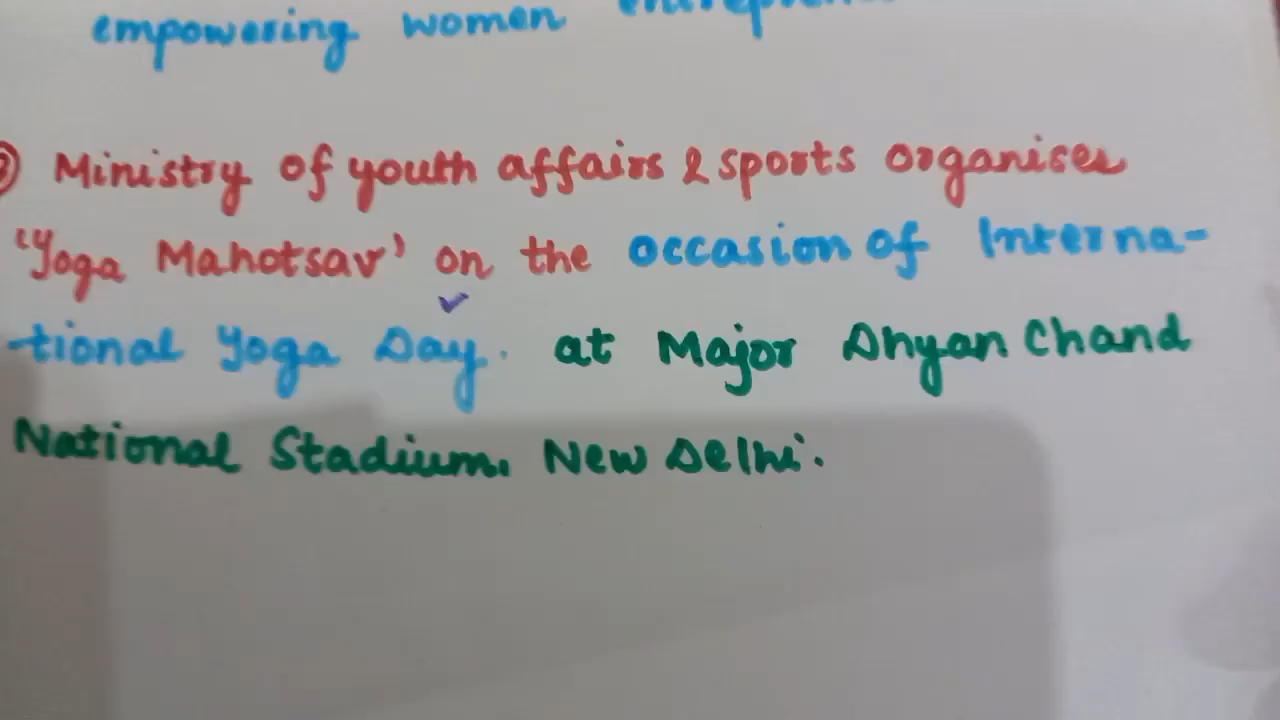 empowering women
Ministry of youth affairs & sports organises
'Yoga Mahotsav' on the occasion of Interna-
tional Yoga Day. at Major Dhyan Chand
National Stadium, New Delhi.